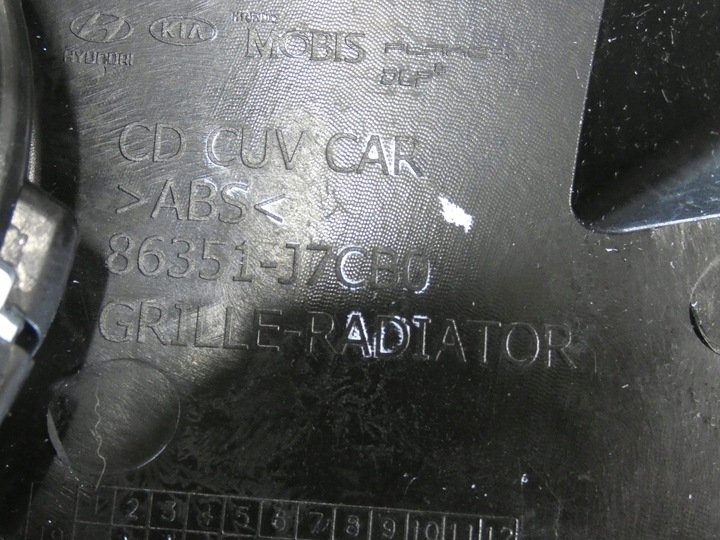 HYUNDAI KIA MOBIS
DLP®
CD CUV CAR
>ABS<
86351-J7CB0
GRILLE-RADIATOR
1 2 3 4 5 6 7 8 9 10 11 12